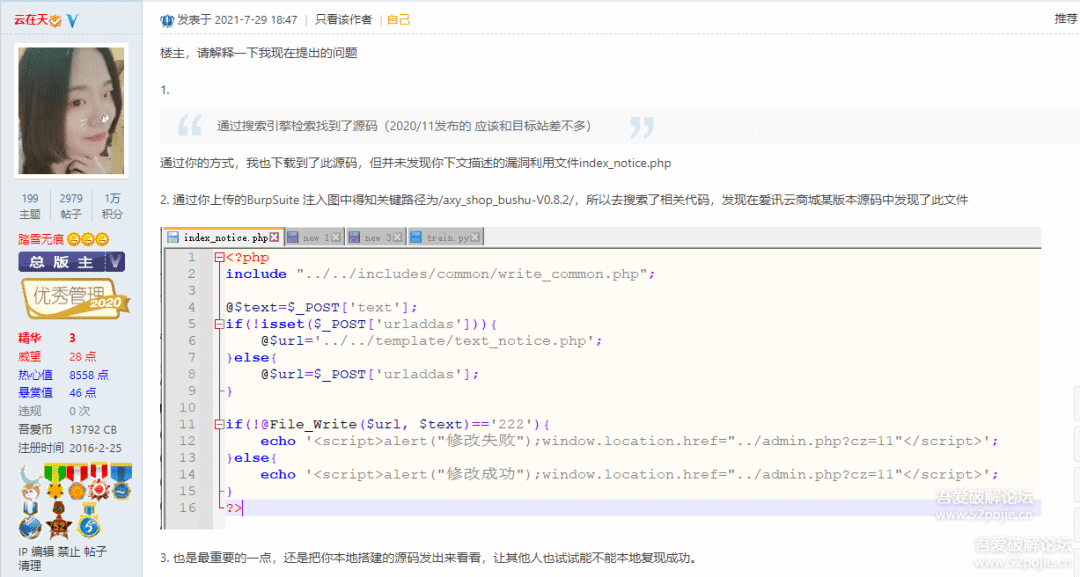 云在天
发表于 2021-7-29 18:47 | 只看该作者 | 自己
推荐
楼主，请解释一下我现在提出的问题
1.
通过搜索引擎检索找到了源码（2020/11发布的 应该和目标站差不多）
通过你的方式，我也下载到了此源码，但并未发现你下文描述的漏洞利用文件index_notice.php
2. 通过你上传的BurpSuite 注入图中得知关键路径为/axy_shop_bushu-V0.8.2/，所以去搜索了相关代码，发现在爱讯云商城某版本源码中发现了此文件
199 2979 1万
主题 帖子 积分
踏雪无痕
总版主
优秀管理
2020
精华 3
威望 28 点
热心值 8558 点
悬赏值 46 点
违规 0 次
吾爱币 13792 CB
注册时间 2016-2-25
52
5
IP 编辑 禁止 帖子
清理
index_notice.php new 1 new 3 train.py
1 <?php
2 include "../../includes/common/write_common.php";
3
4 @$text=$_POST['text'];
5 if(!isset($_POST['urladdas'])){
6 @$url='../../template/text_notice.php';
7 }else{
8 @$url=$_POST['urladdas'];
9 }
10
11 if(!@File_Write($url, $text)=='222'){
12 echo '<script>alert("修改失败");window.location.href="../admin.php?cz=11"</script>';
13 }else{
14 echo '<script>alert("修改成功");window.location.href="../admin.php?cz=11"</script>';
15 }
16 ?>
吾爱破解论坛
www.52pojie.cn
3. 也是最重要的一点，还是把你本地搭建的源码发出来看看，让其他人也试试能不能本地复现成功。
吾爱破解论坛
www.52pojie.cn